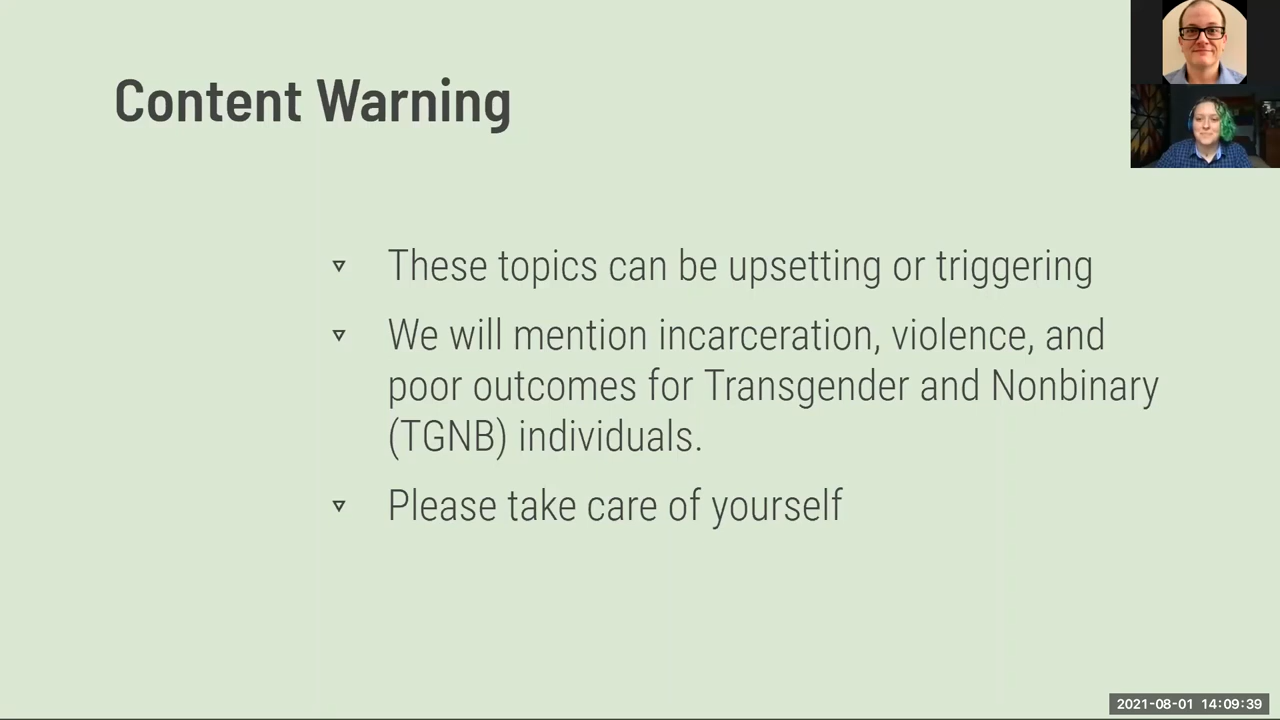 Content Warning
▿ These topics can be upsetting or triggering
▿ We will mention incarceration, violence, and
poor outcomes for Transgender and Nonbinary
(TGNB) individuals.
▿ Please take care of yourself
2021-08-01 14:09:39